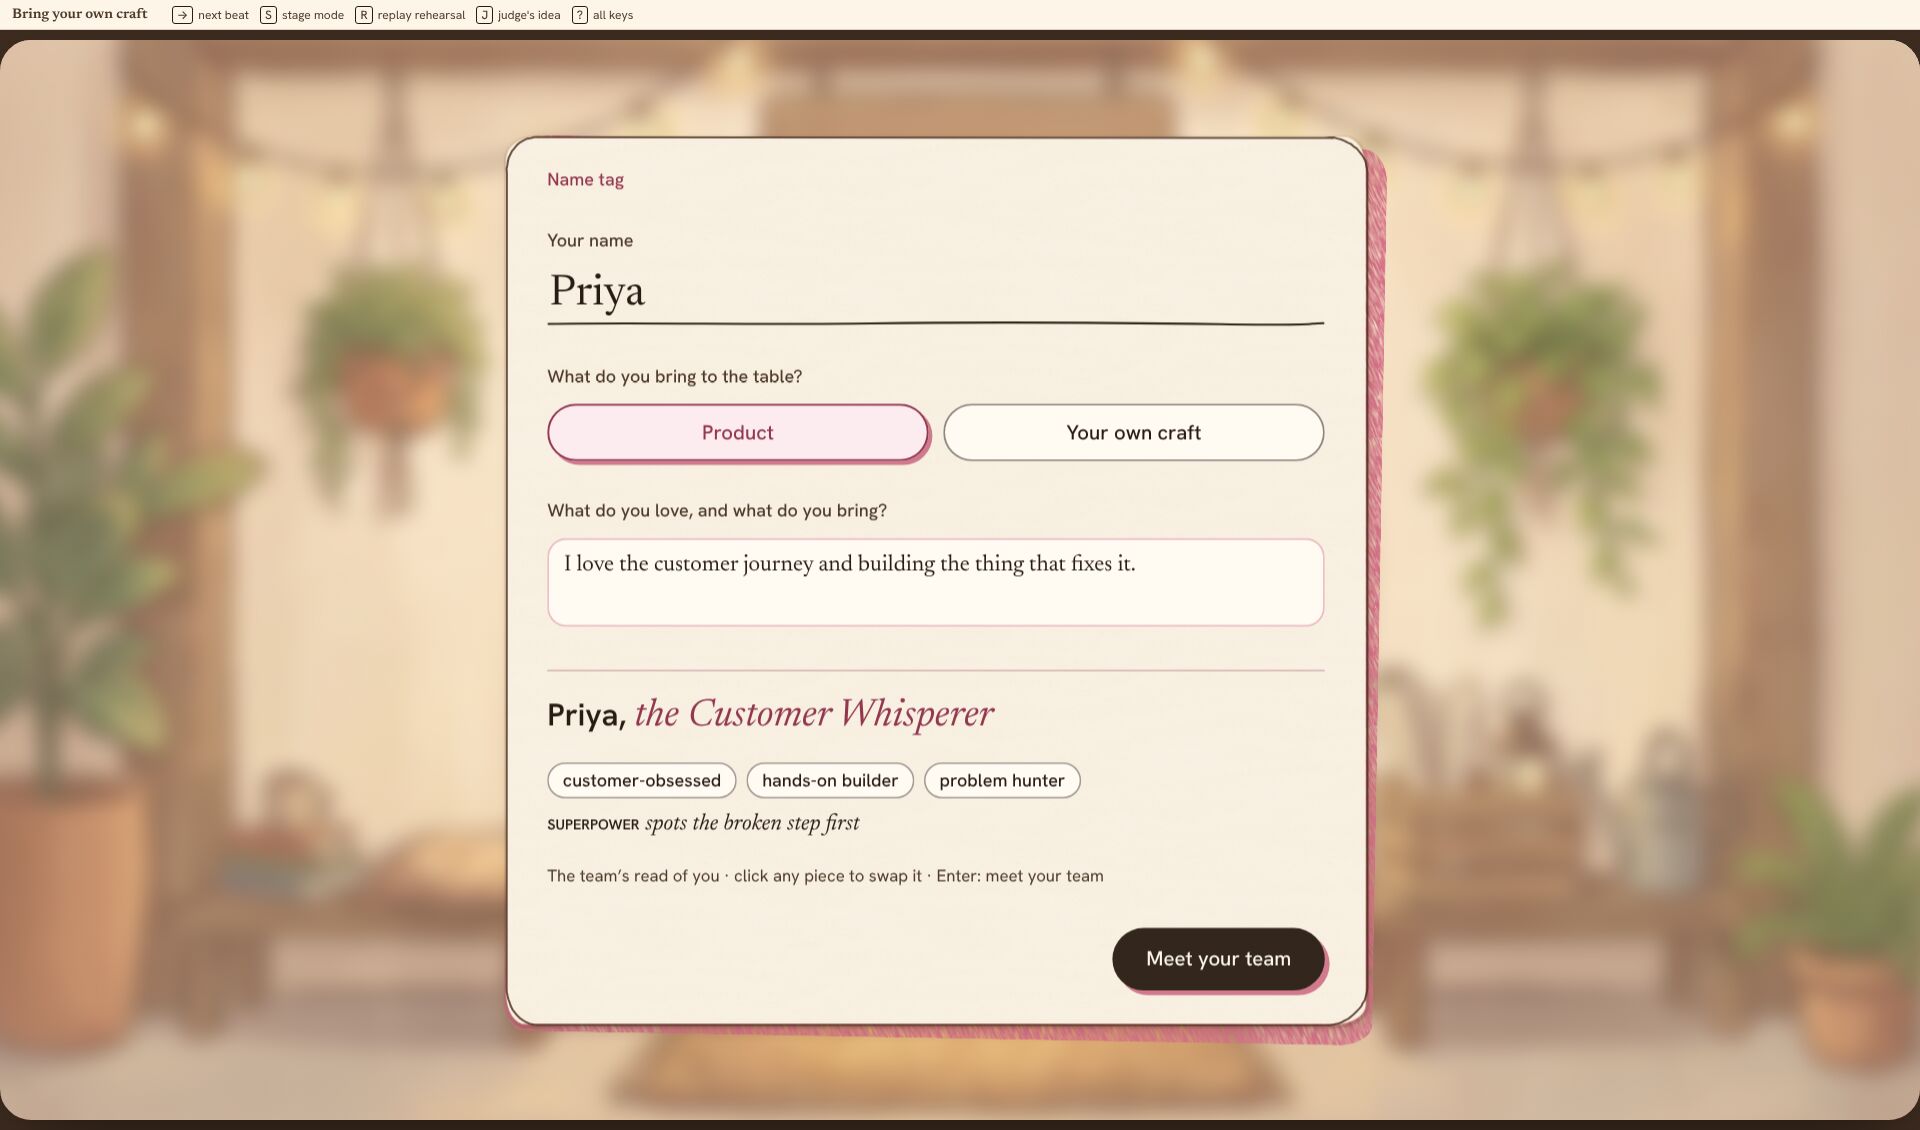 Bring your own craft → next beat S stage mode R replay rehearsal J judge's idea ? all keys
Name tag
Your name
Priya
What do you bring to the table?
Product Your own craft
What do you love, and what do you bring?
I love the customer journey and building the thing that fixes it.
Priya, the Customer Whisperer
customer-obsessed hands-on builder problem hunter
SUPERPOWER spots the broken step first
The team’s read of you · click any piece to swap it · Enter: meet your team
Meet your team